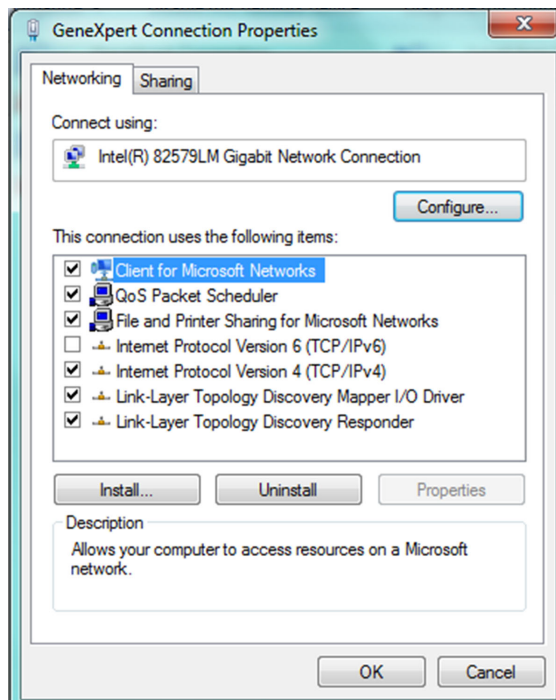 GeneXpert Connection Properties
Networking
Sharing
Connect using:
Intel(R) 82579LM Gigabit Network Connection
Configure...
This connection uses the following items:
Client for Microsoft Networks
QoS Packet Scheduler
File and Printer Sharing for Microsoft Networks
Internet Protocol Version 6 (TCP/IPv6)
Internet Protocol Version 4 (TCP/IPv4)
Link-Layer Topology Discovery Mapper I/O Driver
Link-Layer Topology Discovery Responder
Install...
Uninstall
Properties
Description
Allows your computer to access resources on a Microsoft
network.
OK
Cancel